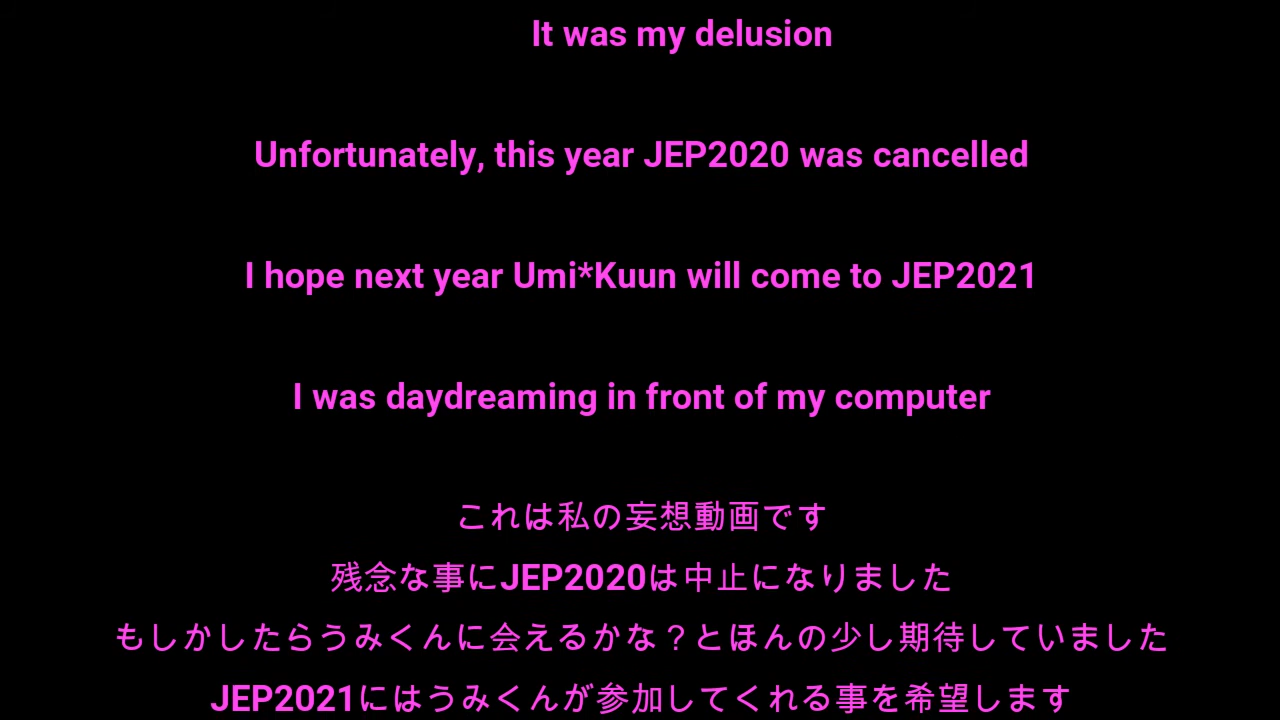 It was my delusion
Unfortunately, this year JEP2020 was cancelled
I hope next year Umi*Kuun will come to JEP2021
I was daydreaming in front of my computer
これは私の妄想動画です
残念な事にJEP2020は中止になりました
もしかしたらうみくんに会えるかな？とほんの少し期待していました
JEP2021にはうみくんが参加してくれる事を希望します